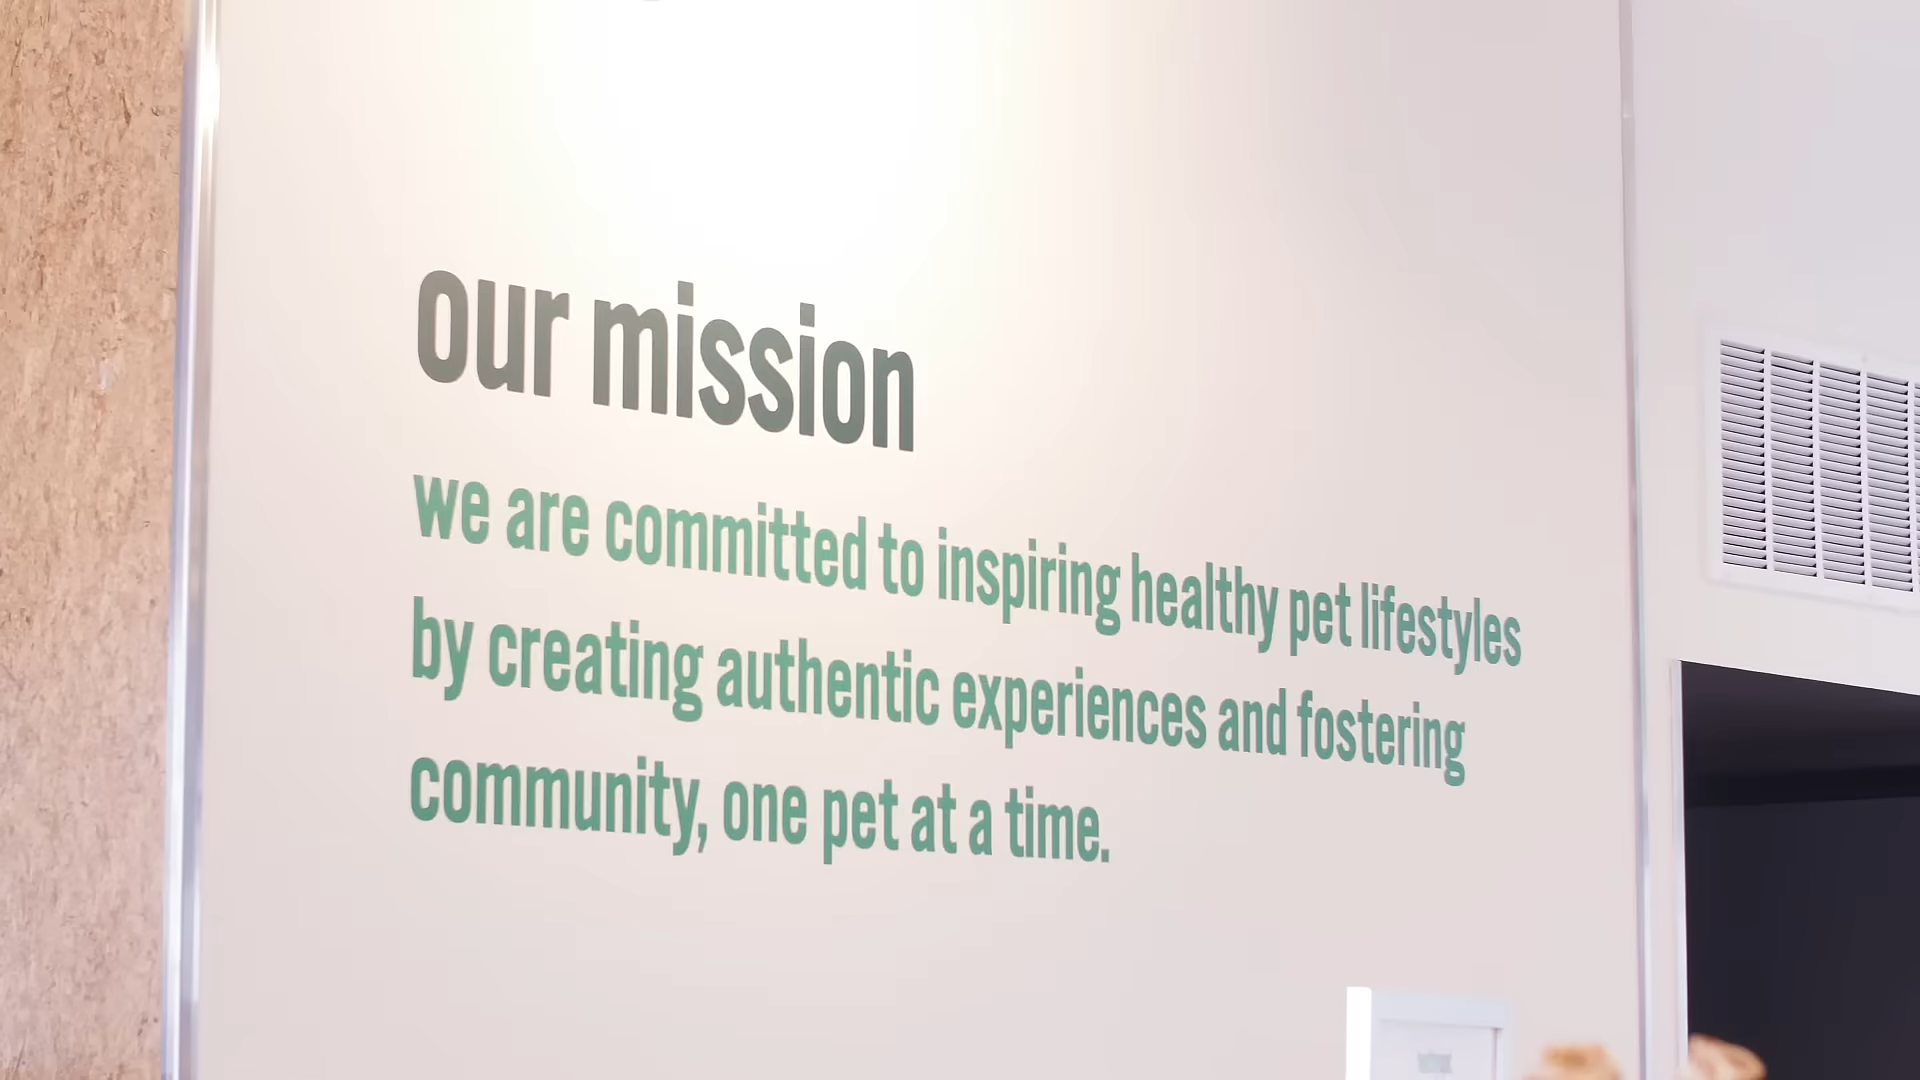 our mission
we are committed to inspiring healthy pet lifestyles
by creating authentic experiences and fostering
community, one pet at a time.